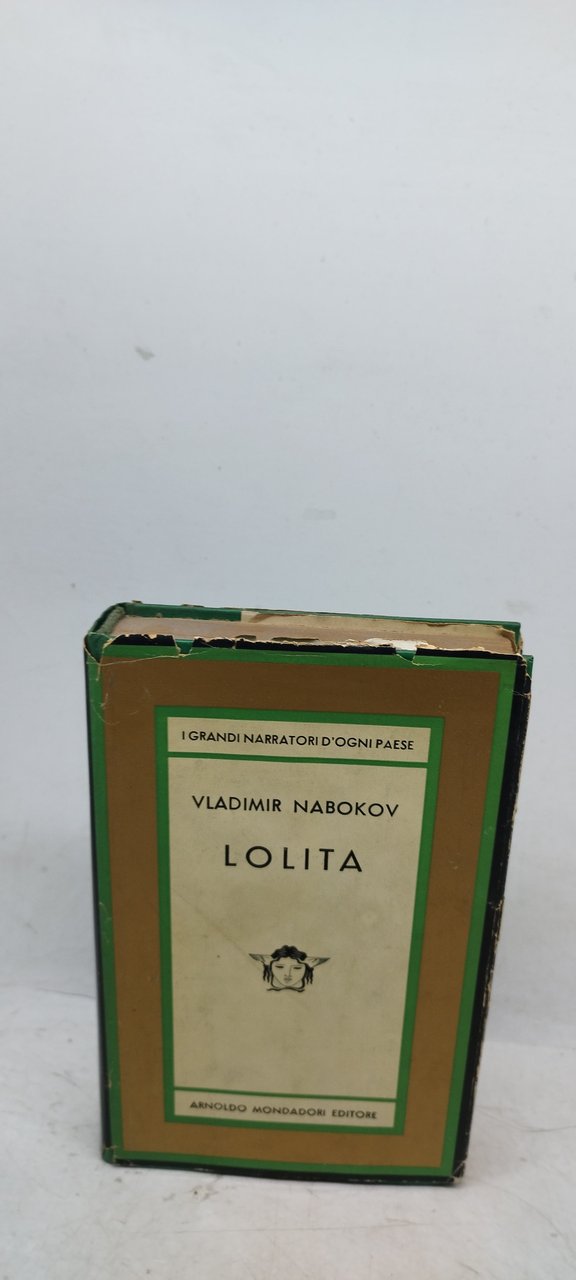 I GRANDI NARRATORI D'OGNI PAESE
VLADIMIR NABOKOV
LOLITA
ARNOLDO MONDADORI EDITORE